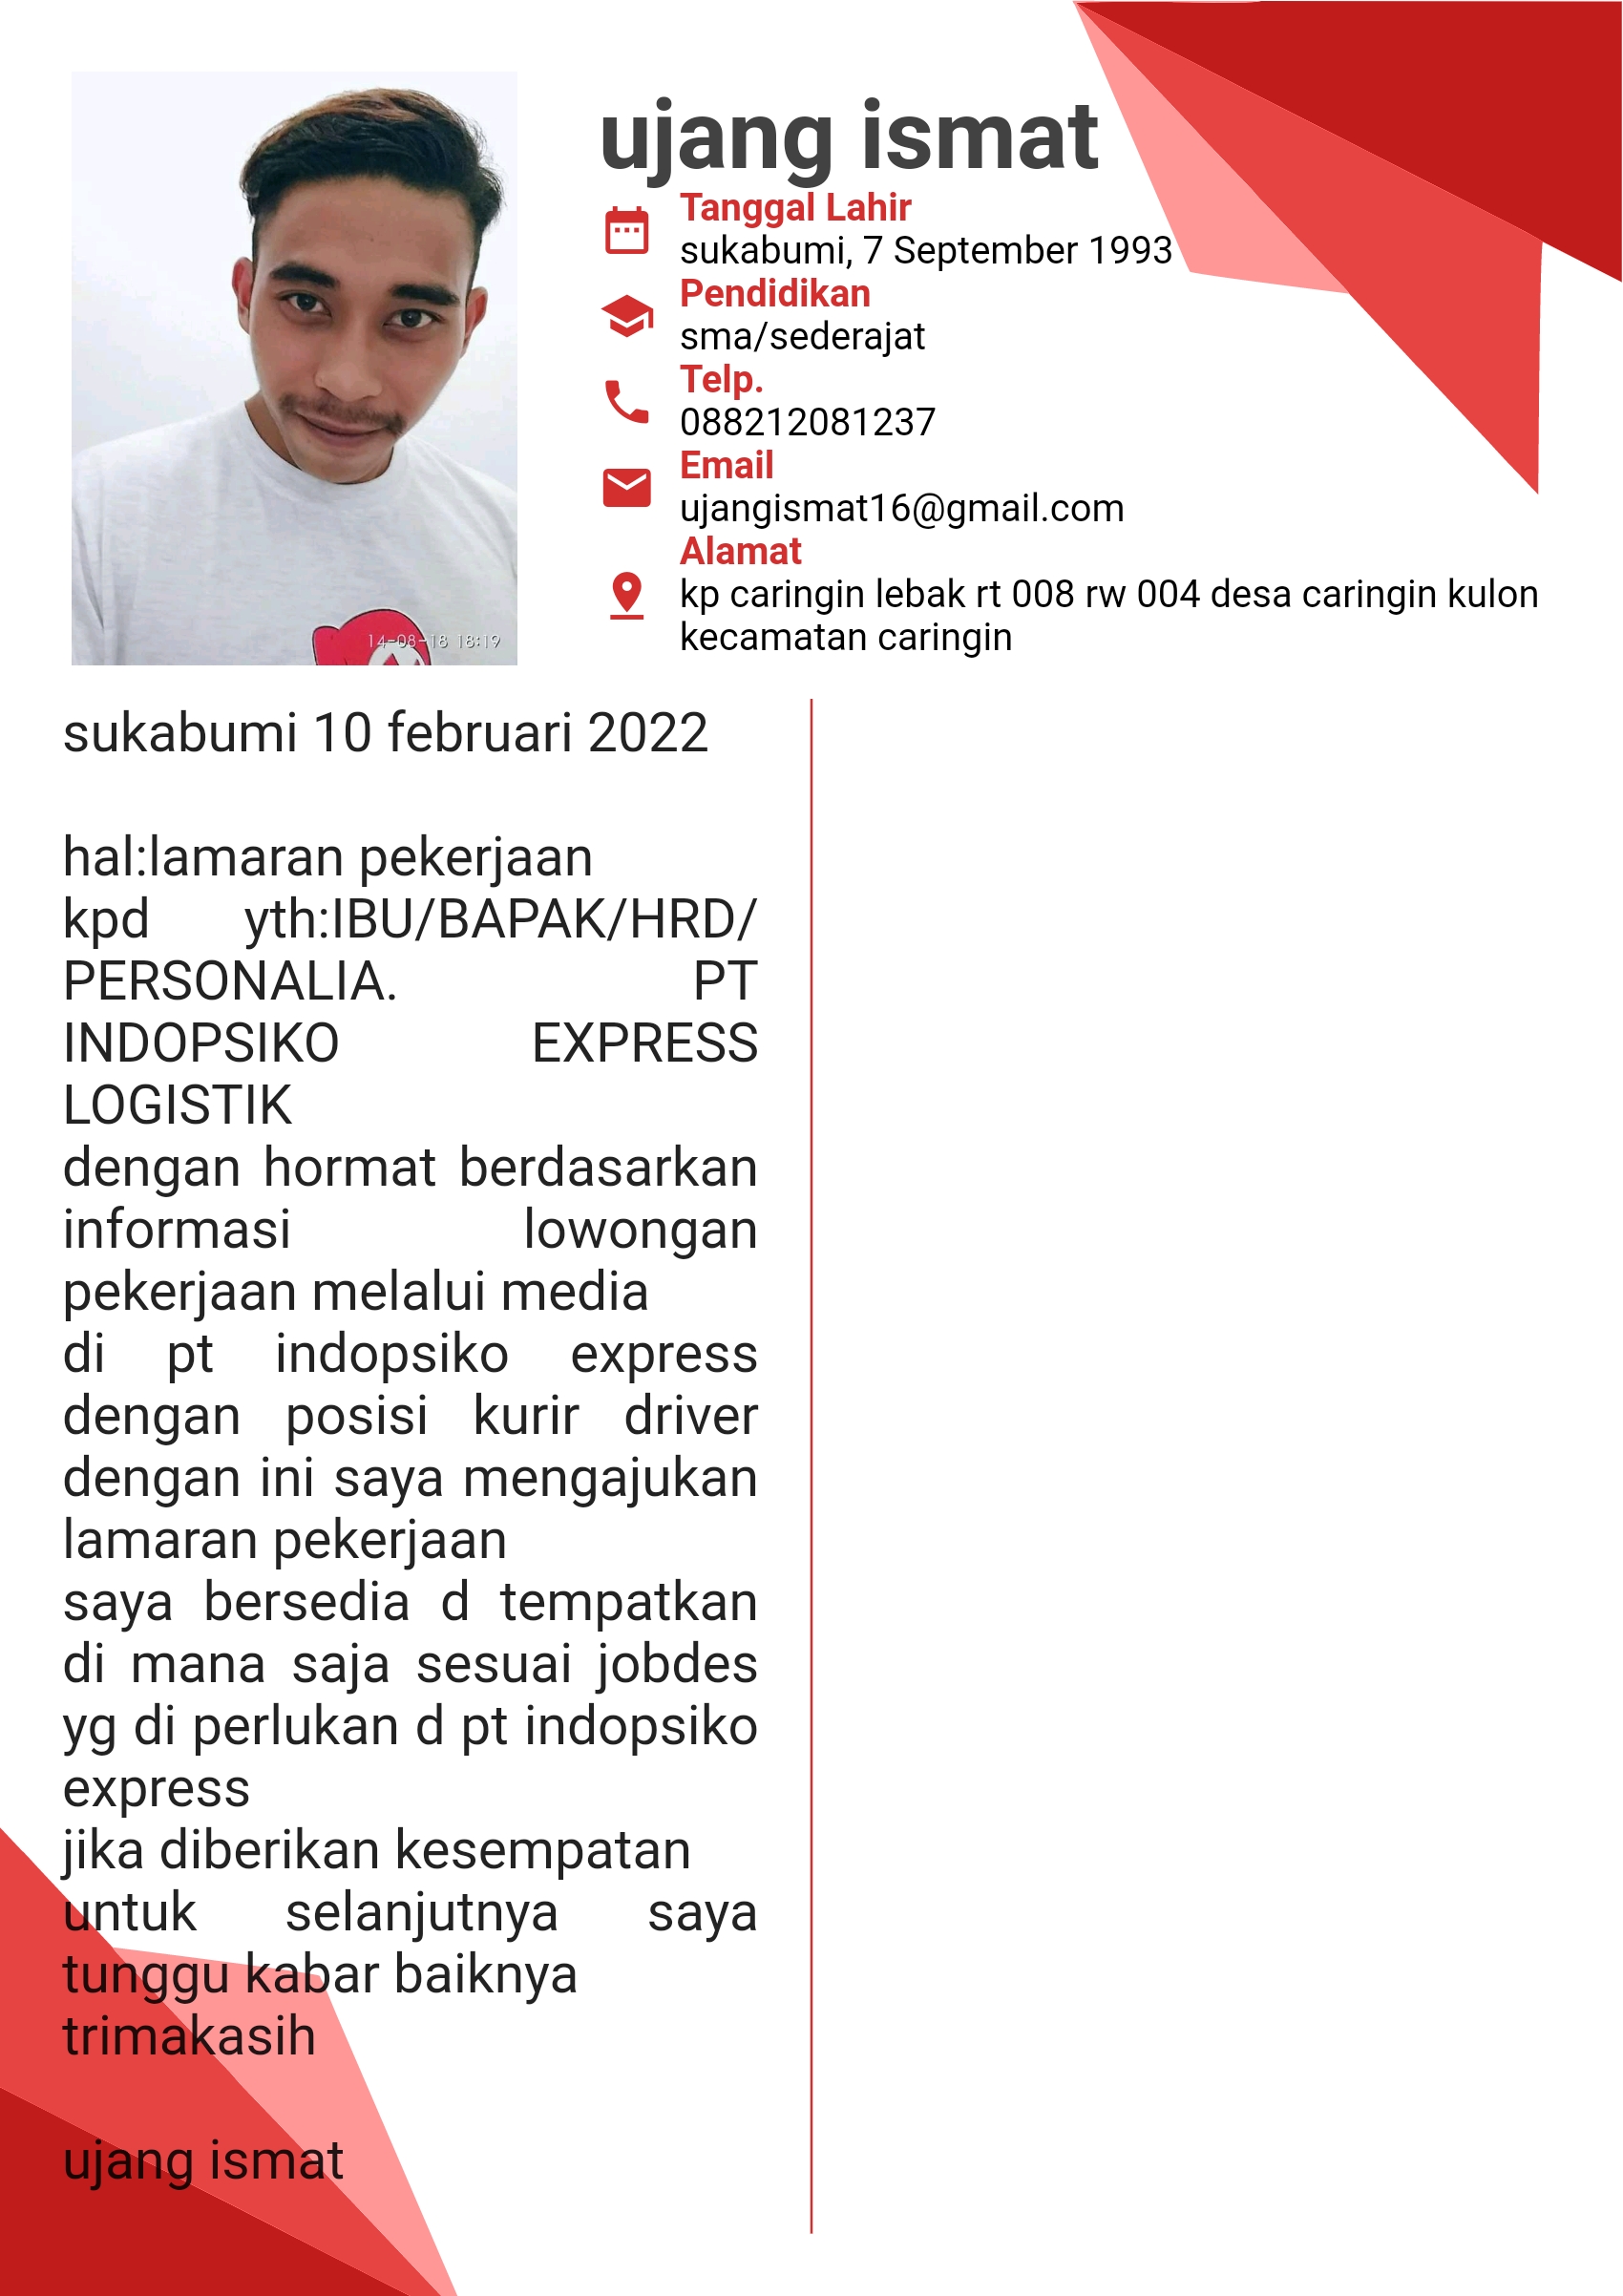 ujang ismat
Tanggal Lahir
sukabumi, 7 September 1993
Pendidikan
sma/sederajat
Telp.
088212081237
Email
ujangismat16@gmail.com
Alamat
kp caringin lebak rt 008 rw 004 desa caringin kulon
kecamatan caringin
14-08-18 18:19
sukabumi 10 februari 2022
hal:lamaran pekerjaan
kpd yth:IBU/BAPAK/HRD/
PERSONALIA. PT
INDOPSIKO EXPRESS
LOGISTIK
dengan hormat berdasarkan
informasi lowongan
pekerjaan melalui media
di pt indopsiko express
dengan posisi kurir driver
dengan ini saya mengajukan
lamaran pekerjaan
saya bersedia d tempatkan
di mana saja sesuai jobdes
yg di perlukan d pt indopsiko
express
jika diberikan kesempatan
untuk selanjutnya saya
tunggu kabar baiknya
trimakasih
ujang ismat